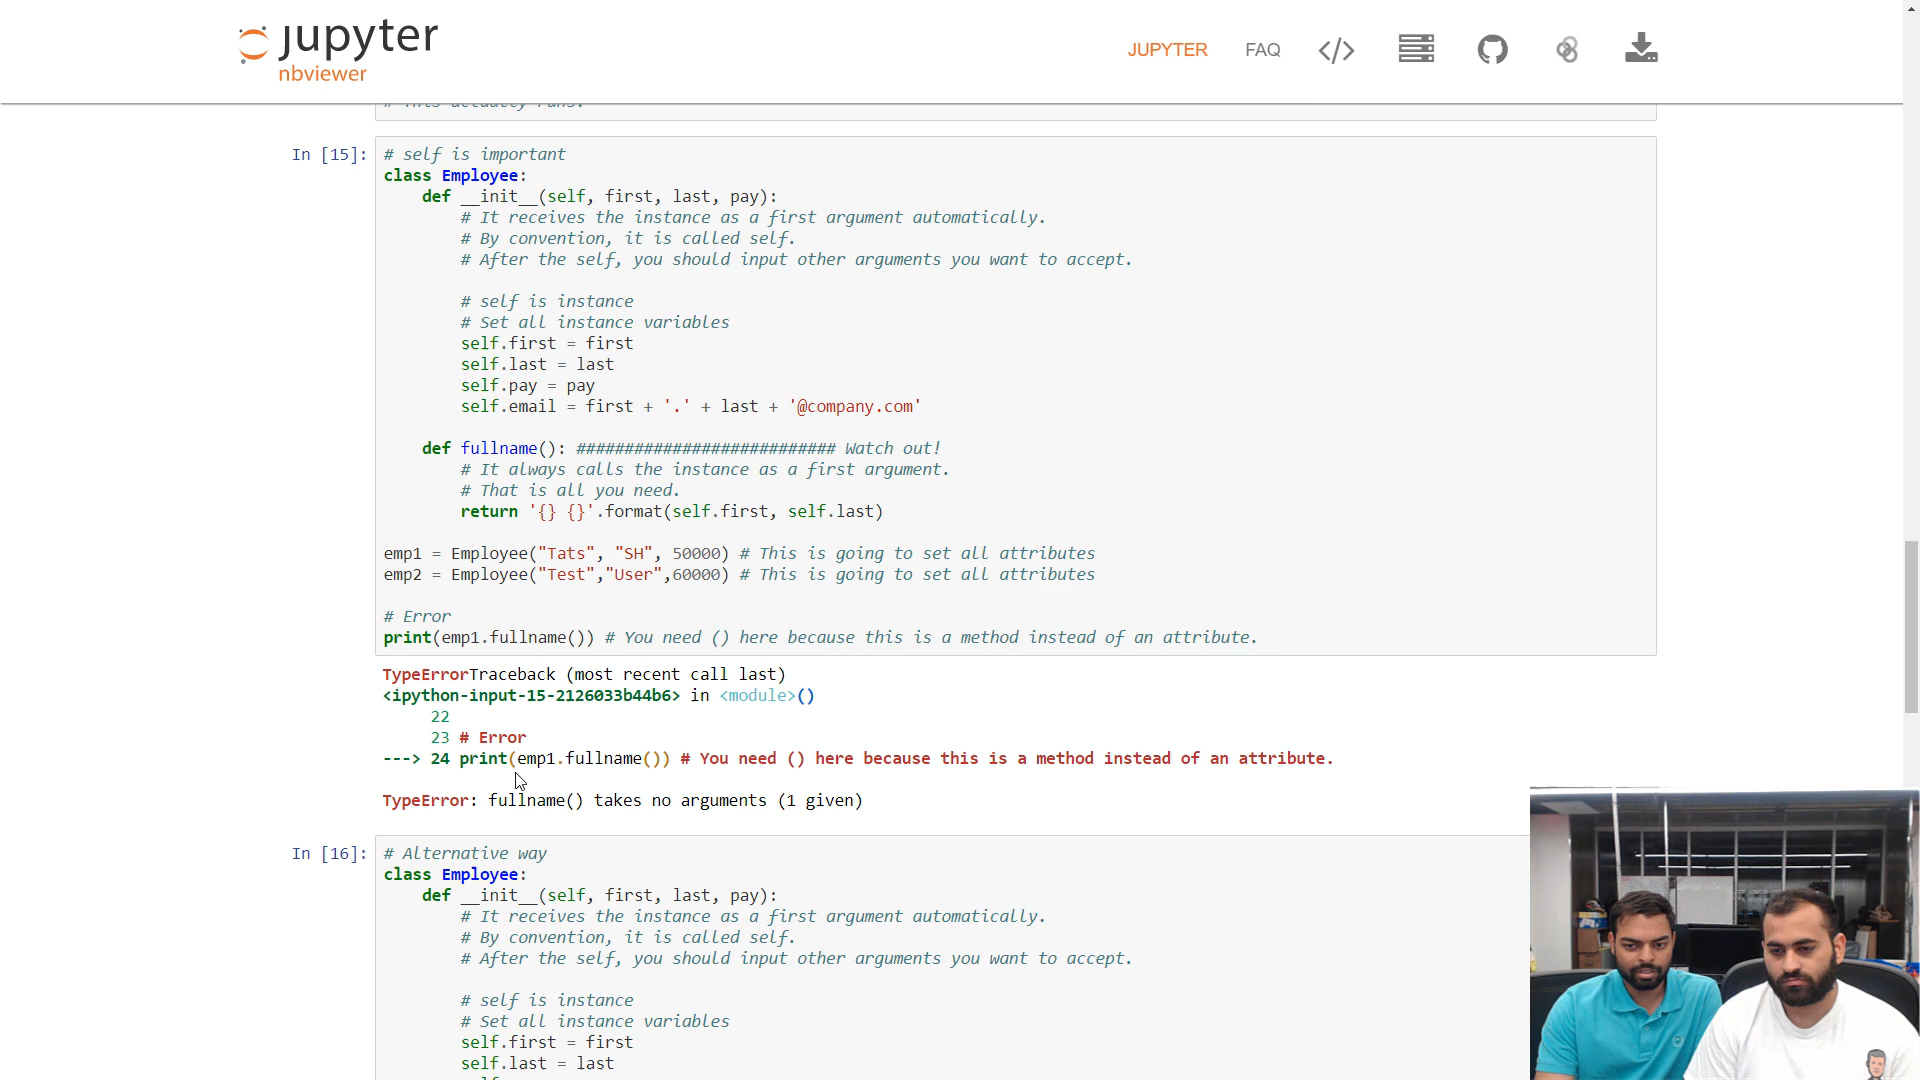 jupyter
nbviewer
JUPYTER FAQ
# This actually runs.
In [15]:
# self is important
class Employee:
def __init__(self, first, last, pay):
# It receives the instance as a first argument automatically.
# By convention, it is called self.
# After the self, you should input other arguments you want to accept.
# self is instance
# Set all instance variables
self.first = first
self.last = last
self.pay = pay
self.email = first + '.' + last + '@company.com'
def fullname(): ########################### Watch out!
# It always calls the instance as a first argument.
# That is all you need.
return '{} {}'.format(self.first, self.last)
emp1 = Employee("Tats", "SH", 50000) # This is going to set all attributes
emp2 = Employee("Test","User",60000) # This is going to set all attributes
# Error
print(emp1.fullname()) # You need () here because this is a method instead of an attribute.
TypeErrorTraceback (most recent call last)
<ipython-input-15-2126033b44b6> in <module>()
22
23 # Error
---> 24 print(emp1.fullname()) # You need () here because this is a method instead of an attribute.
TypeError: fullname() takes no arguments (1 given)
In [16]:
# Alternative way
class Employee:
def __init__(self, first, last, pay):
# It receives the instance as a first argument automatically.
# By convention, it is called self.
# After the self, you should input other arguments you want to accept.
# self is instance
# Set all instance variables
self.first = first
self.last = last